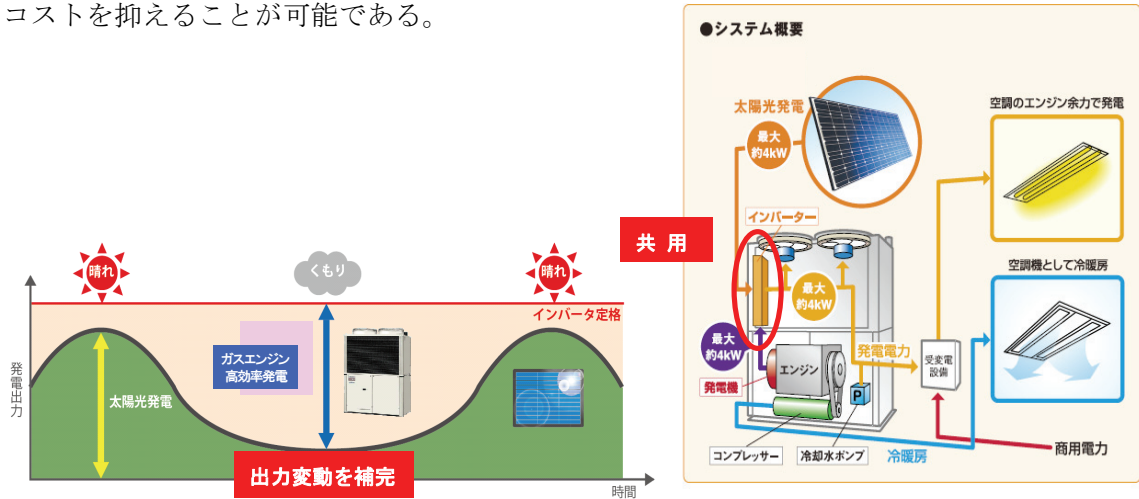 コストを抑えることが可能である。
晴れ
くもり
晴れ
インバータ定格
ガスエンジン
高効率発電
太陽光発電
発電出力
出力変動を補完
時間
共用
●システム概要
太陽光発電
最大
約4kW
空調のエンジン余力で発電
インバーター
最大
約4kW
空調機として冷暖房
最大
約4kW
発電電力
受変電
設備
エンジン
発電機
P
コンプレッサー
冷却水ポンプ
冷暖房
商用電力